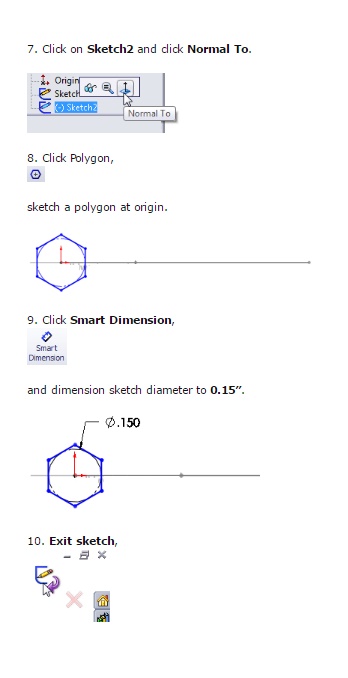 7. Click on Sketch2 and click Normal To.
Origin
Sketch
(-) Sketch2
Normal To
8. Click Polygon,
sketch a polygon at origin.
9. Click Smart Dimension,
Smart
Dimension
and dimension sketch diameter to 0.15”.
Ø.150
10. Exit sketch,